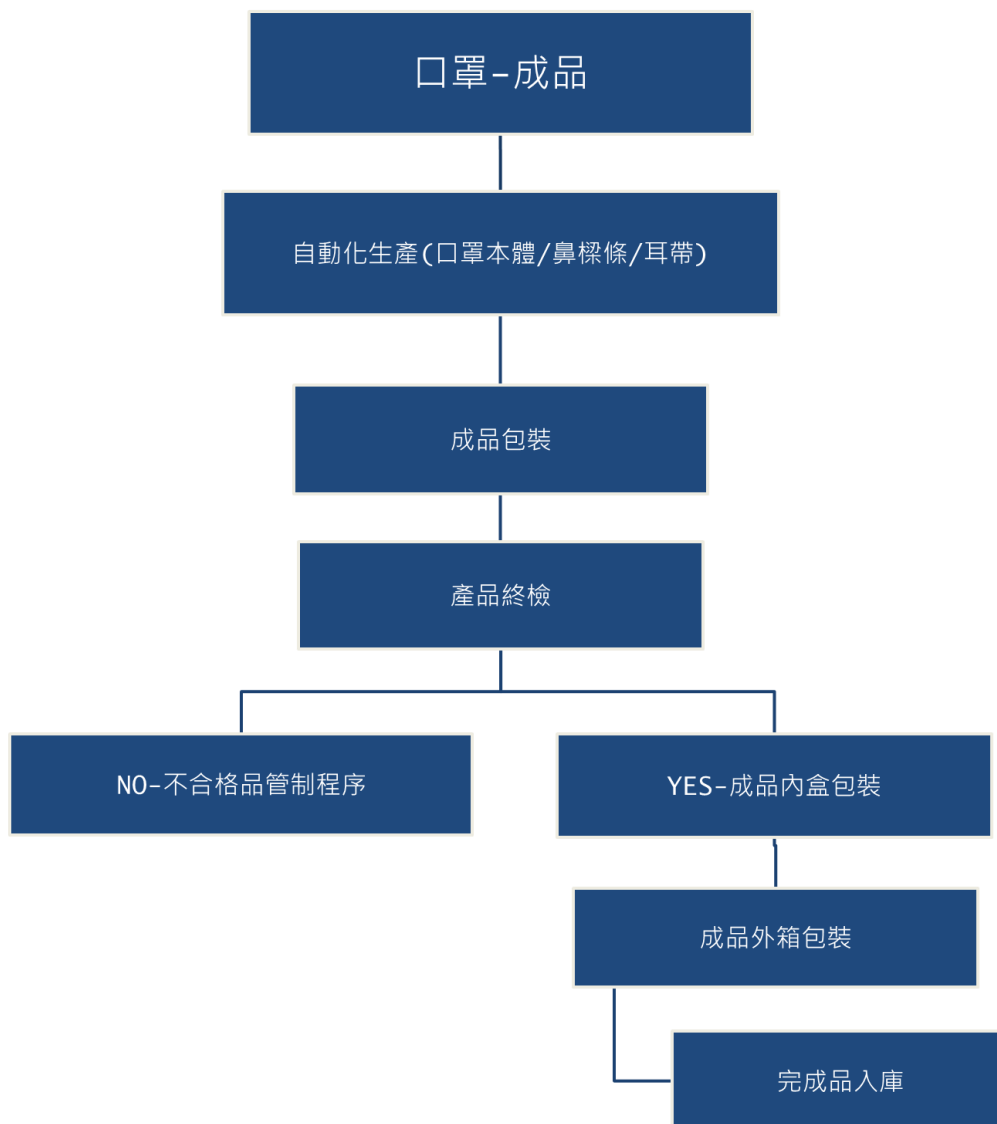 口罩-成品
自動化生產(口罩本體/鼻樑條/耳帶)
成品包裝
產品終檢
NO-不合格品管制程序
YES-成品內盒包裝
成品外箱包裝
完成品入庫